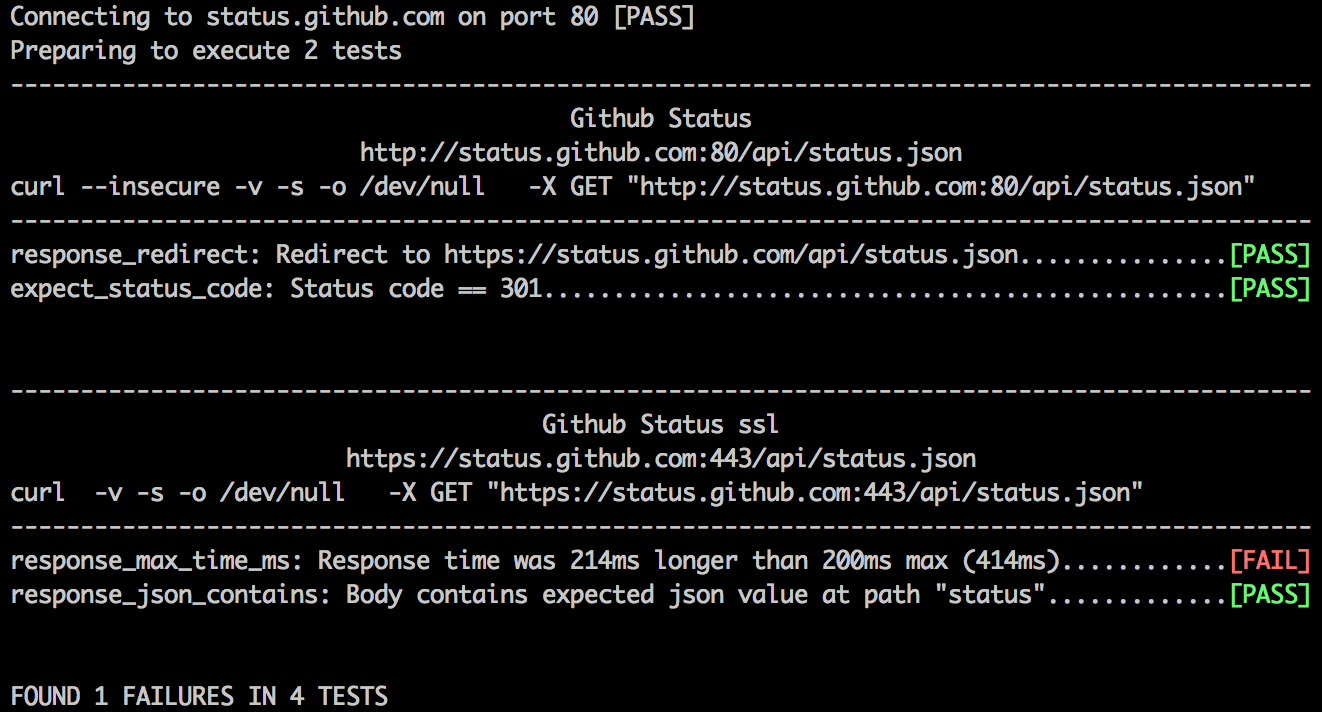 Connecting to status.github.com on port 80 [PASS]
Preparing to execute 2 tests
---------------------------------------------------------------------------------------------
Github Status
http://status.github.com:80/api/status.json
curl --insecure -v -s -o /dev/null   -X GET "http://status.github.com:80/api/status.json"
---------------------------------------------------------------------------------------------
response_redirect: Redirect to https://status.github.com/api/status.json...............[PASS]
expect_status_code: Status code == 301.................................................[PASS]
---------------------------------------------------------------------------------------------
Github Status ssl
https://status.github.com:443/api/status.json
curl  -v -s -o /dev/null   -X GET "https://status.github.com:443/api/status.json"
---------------------------------------------------------------------------------------------
response_max_time_ms: Response time was 214ms longer than 200ms max (414ms)............[FAIL]
response_json_contains: Body contains expected json value at path "status".............[PASS]
FOUND 1 FAILURES IN 4 TESTS